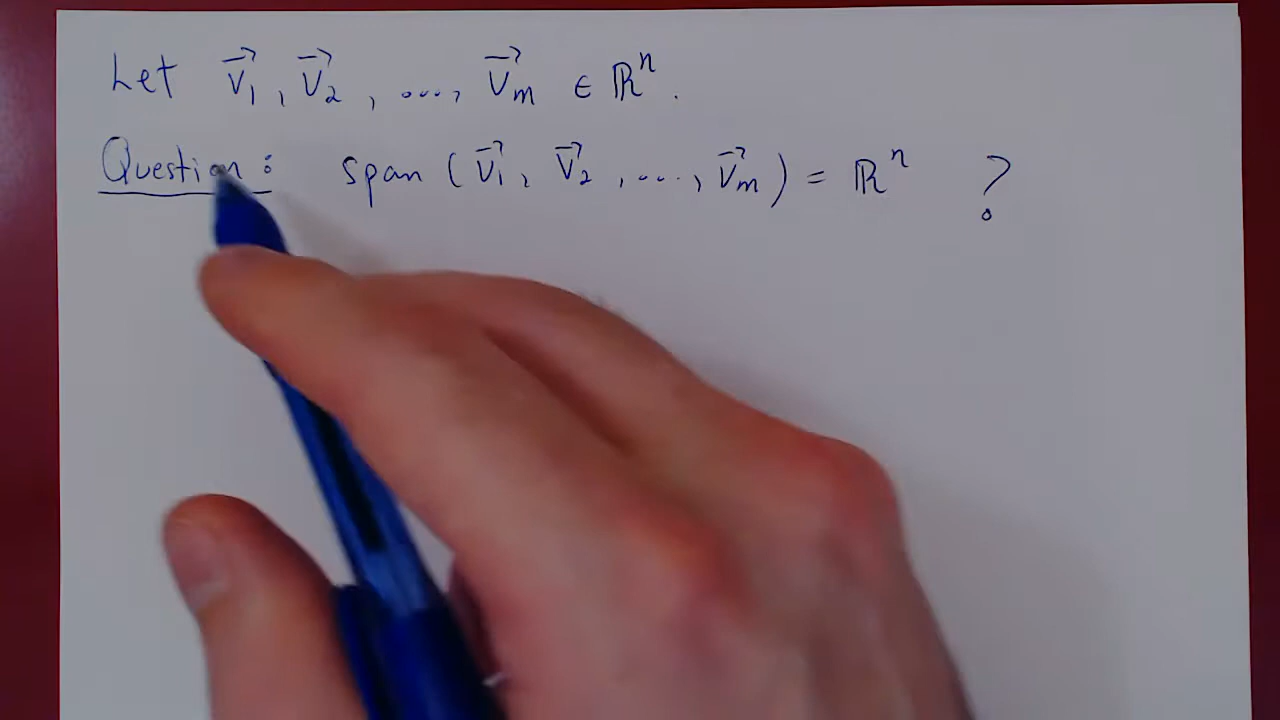 Let v⃗₁, v⃗₂, ..., v⃗ₘ ∈ ℝⁿ.
Question: span (v⃗₁, v⃗₂, ..., v⃗ₘ) = ℝⁿ ?